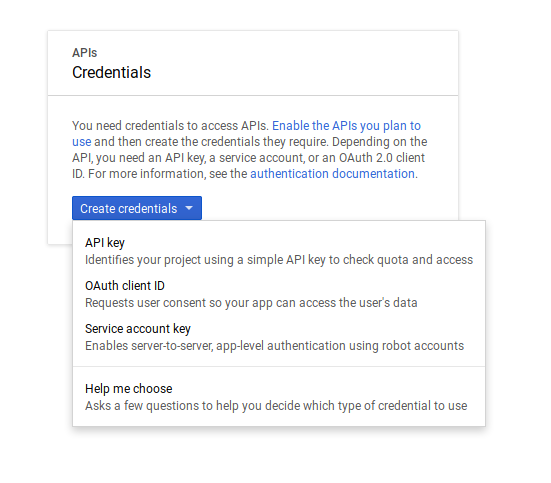 APIs
Credentials
You need credentials to access APIs. Enable the APIs you plan to
use and then create the credentials they require. Depending on the
API, you need an API key, a service account, or an OAuth 2.0 client
ID. For more information, see the authentication documentation.
Create credentials
API key
Identifies your project using a simple API key to check quota and access
OAuth client ID
Requests user consent so your app can access the user's data
Service account key
Enables server-to-server, app-level authentication using robot accounts
Help me choose
Asks a few questions to help you decide which type of credential to use